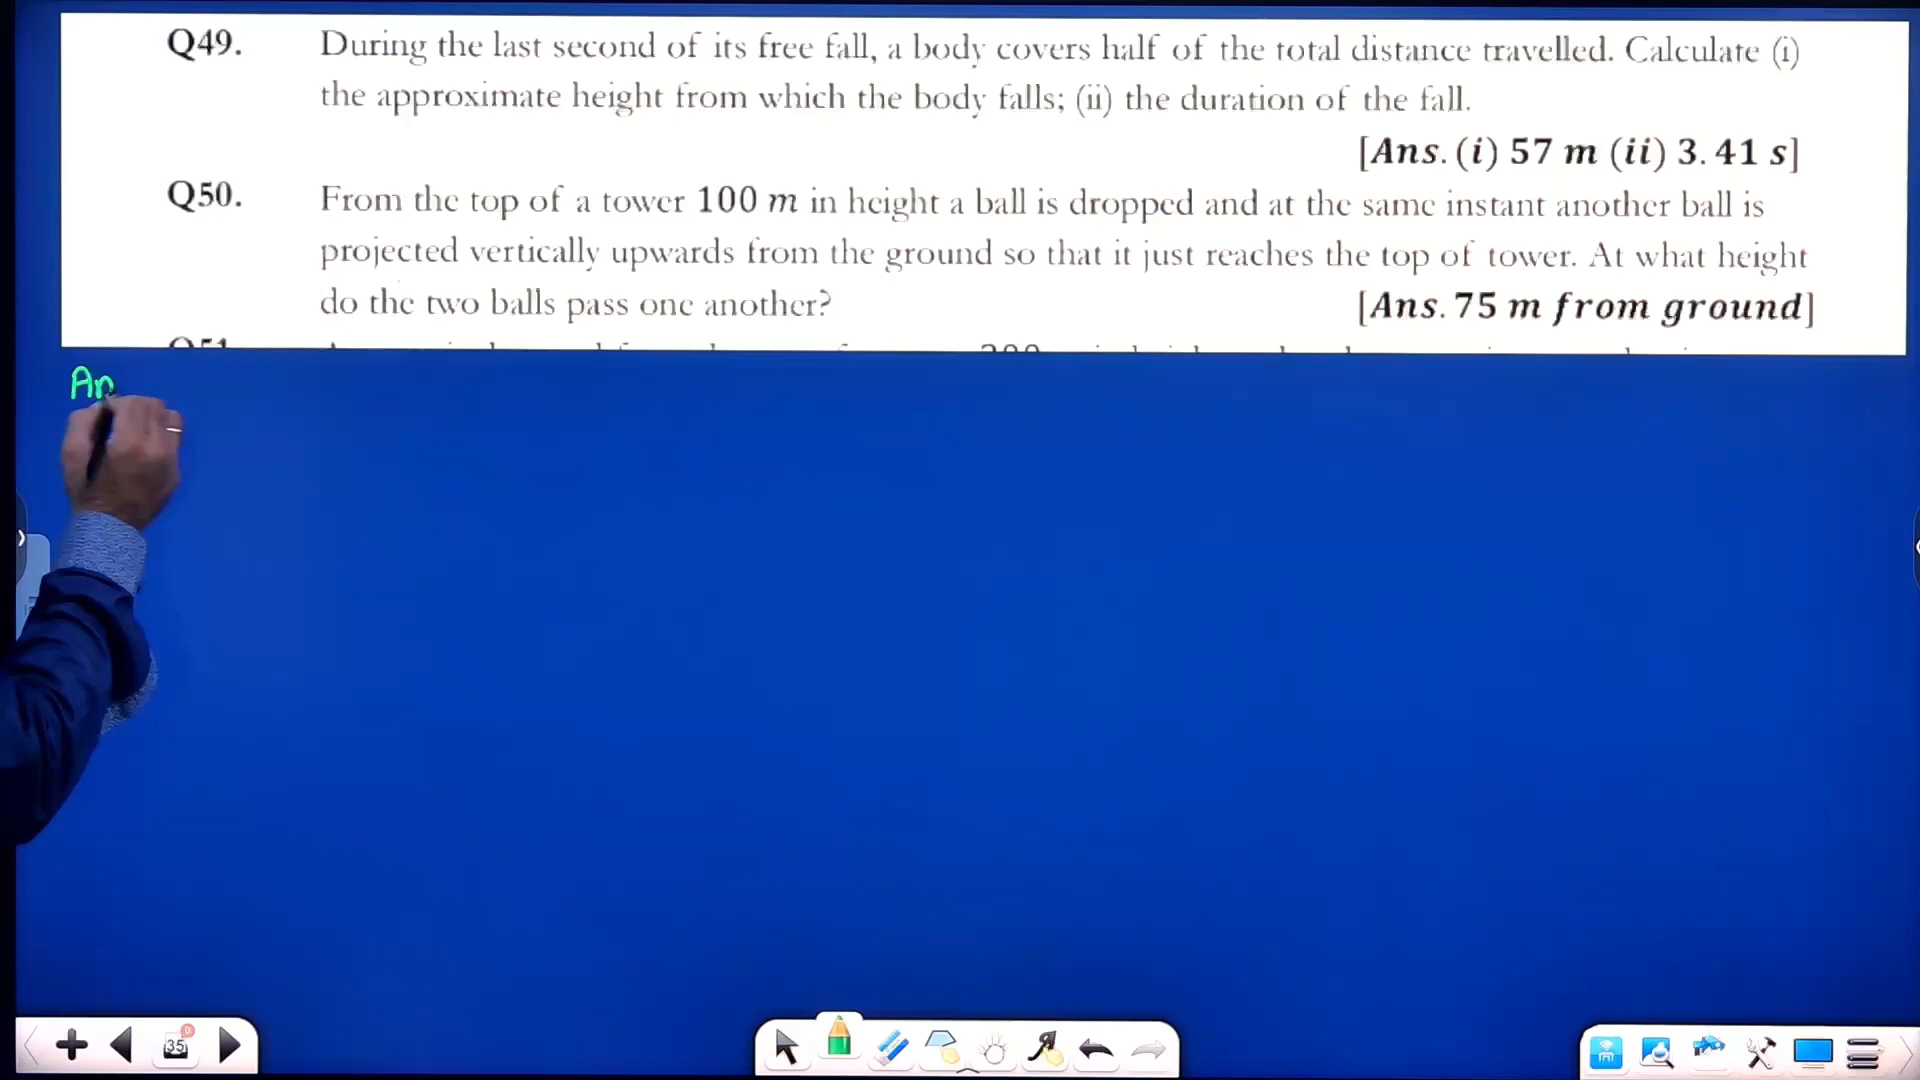 Q49. During the last second of its free fall, a body covers half of the total distance travelled. Calculate (i)
the approximate height from which the body falls; (ii) the duration of the fall.
[Ans. (i) 57 m (ii) 3. 41 s]
Q50. From the top of a tower 100 m in height a ball is dropped and at the same instant another ball is
projected vertically upwards from the ground so that it just reaches the top of tower. At what height
do the two balls pass one another? [Ans. 75 m from ground]
An
35